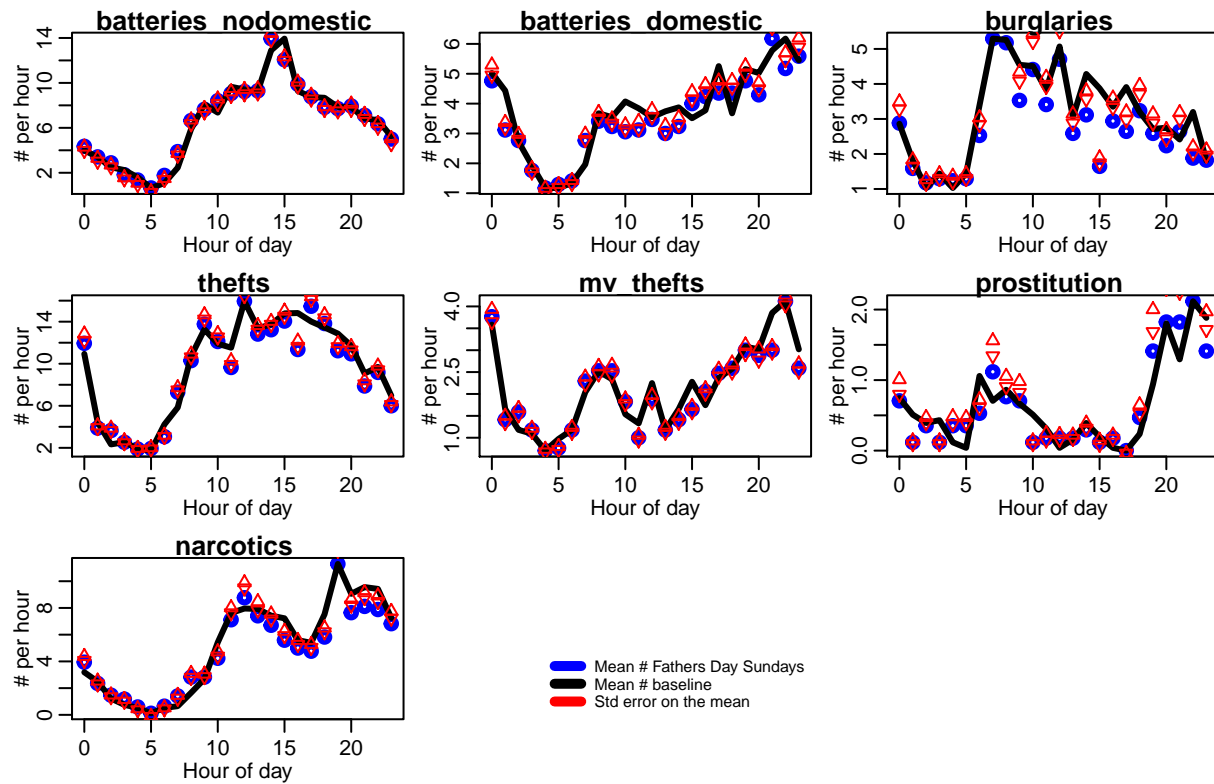 batteries_nodomestic
# per hour
14
10
6
2
0 5 10 15 20
Hour of day
batteries_domestic
# per hour
6
5
4
3
2
1
0 5 10 15 20
Hour of day
burglaries
# per hour
5
4
3
2
1
0 5 10 15 20
Hour of day
thefts
# per hour
14
10
6
2
0 5 10 15 20
Hour of day
mv_thefts
# per hour
4.0
2.5
1.0
0 5 10 15 20
Hour of day
prostitution
# per hour
2.0
1.0
0.0
0 5 10 15 20
Hour of day
narcotics
# per hour
8
4
0
0 5 10 15 20
Hour of day
Mean # Fathers Day Sundays
Mean # baseline
Std error on the mean